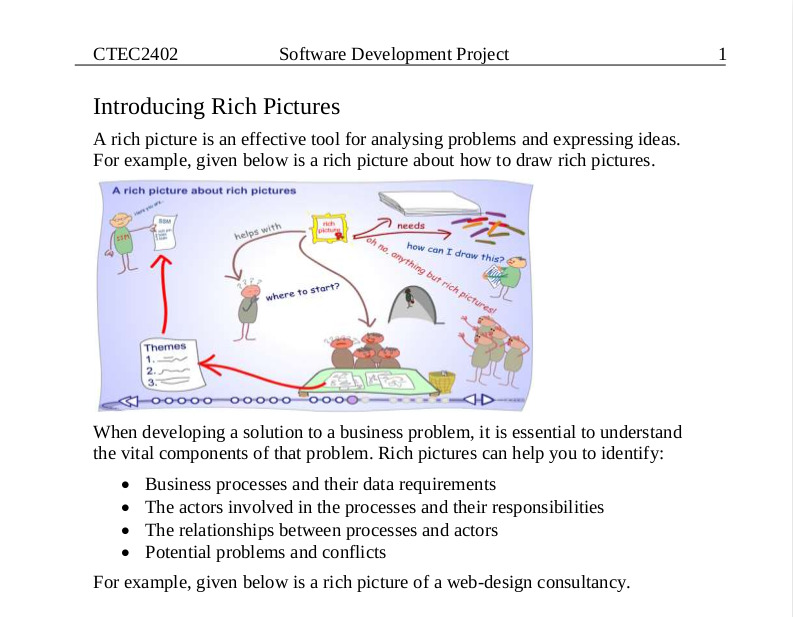 CTEC2402 Software Development Project 1
Introducing Rich Pictures
A rich picture is an effective tool for analysing problems and expressing ideas.
For example, given below is a rich picture about how to draw rich pictures.
A rich picture about rich pictures
Here you are...
SSM
STM
helps with
rich
picture
needs
oh no, anything but rich pictures!
how can I draw this?
where to start?
Themes
1.
2.
3.
When developing a solution to a business problem, it is essential to understand
the vital components of that problem. Rich pictures can help you to identify:
• Business processes and their data requirements
• The actors involved in the processes and their responsibilities
• The relationships between processes and actors
• Potential problems and conflicts
For example, given below is a rich picture of a web-design consultancy.